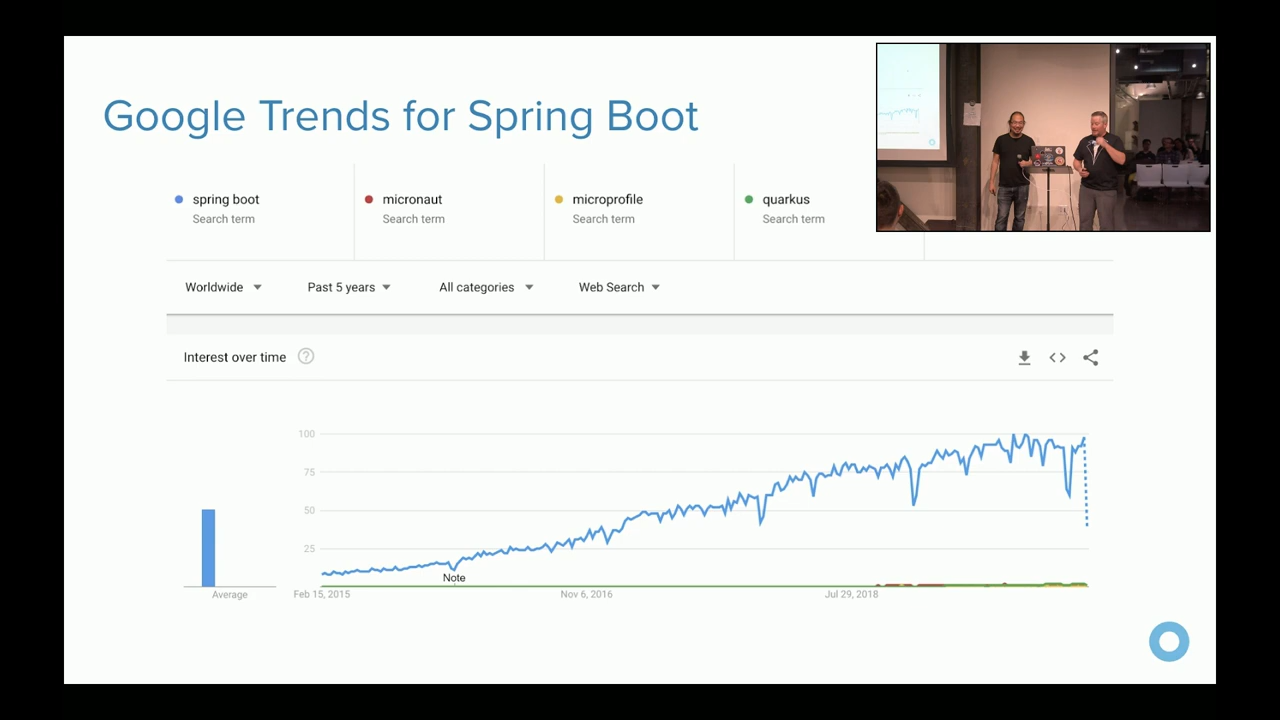 Google Trends for Spring Boot
spring boot
Search term
micronaut
Search term
microprofile
Search term
quarkus
Search term
Worldwide
Past 5 years
All categories
Web Search
Interest over time
100
75
50
25
Note
Average
Feb 15, 2015
Nov 6, 2016
Jul 29, 2018